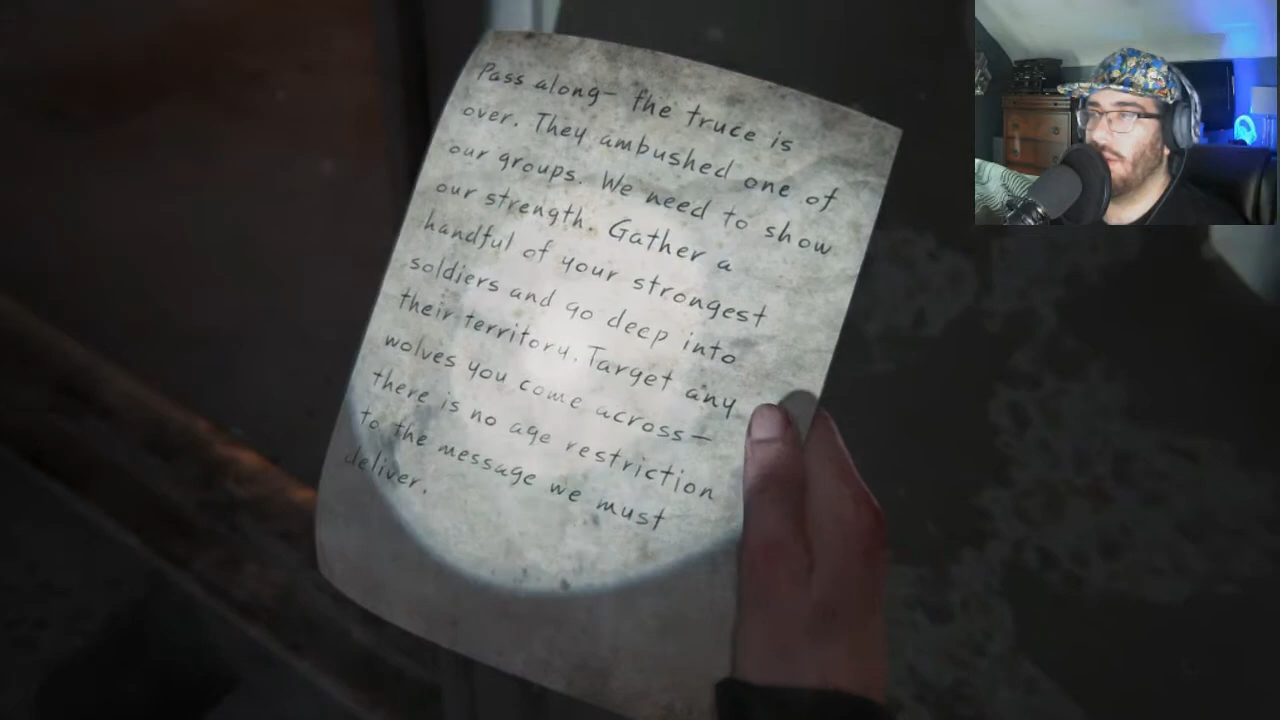 Pass along— the truce is
over. They ambushed one of
our groups. We need to show
our strength. Gather a
handful of your strongest
soldiers and go deep into
their territory. Target any
wolves you come across—
there is no age restriction
to the message we must
deliver.